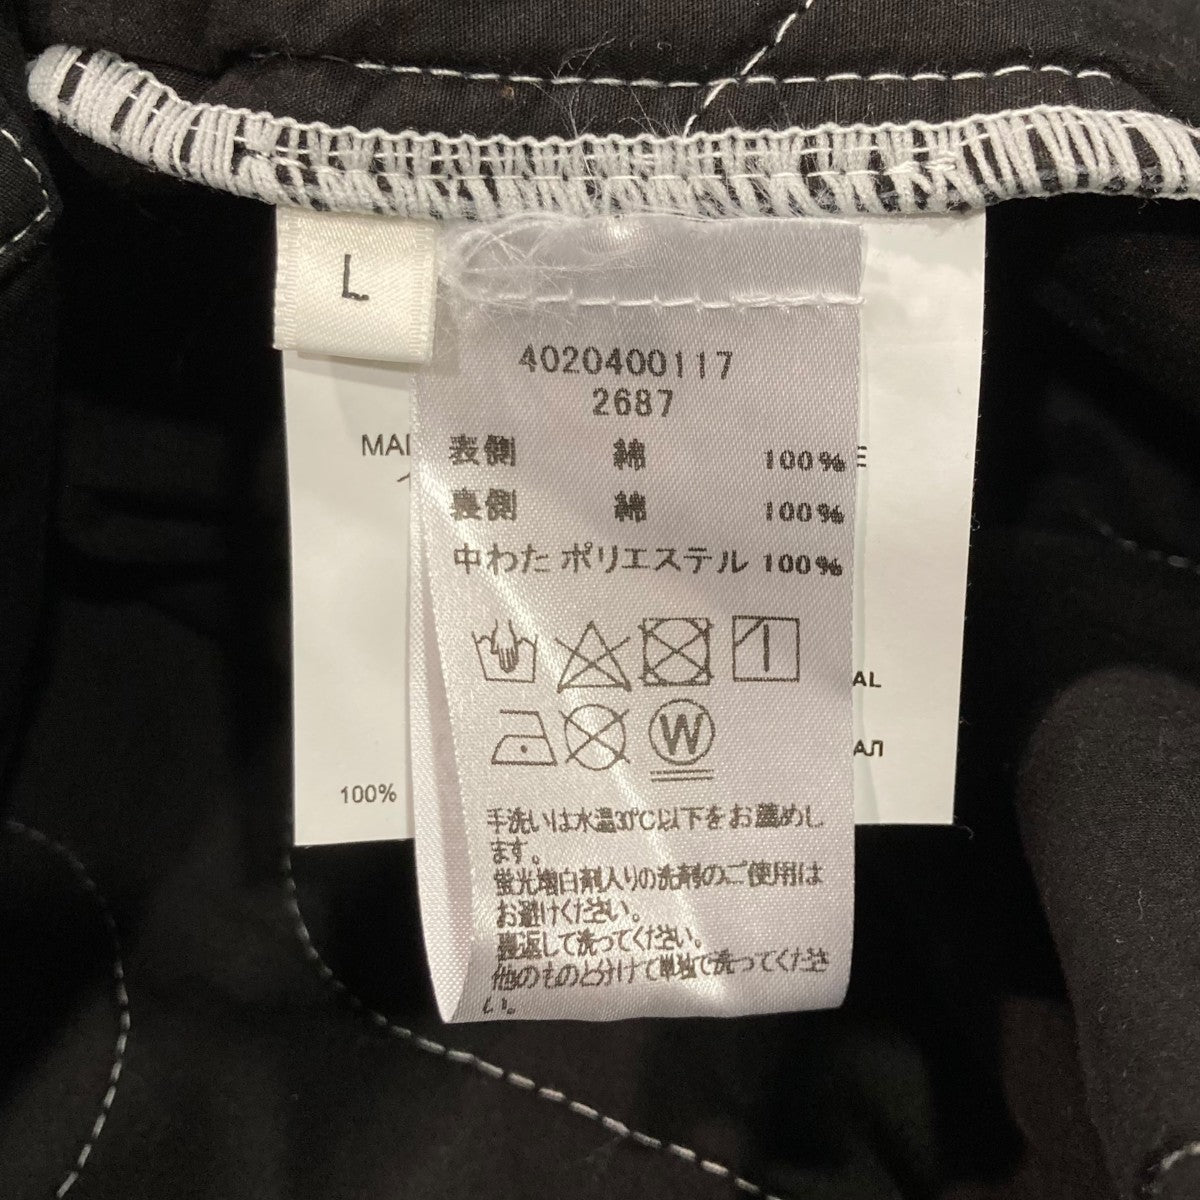 L
4020400117
2687
表側 綿 100%
裏側 綿 100%
中わた ポリエステル 100%
W
手洗いは水温30℃以下をお薦めし
ます。
蛍光増白剤入りの洗剤のご使用は
お避けください。
裏返して洗ってください。
他のものと分けて単独で洗ってくださ
い。
100%